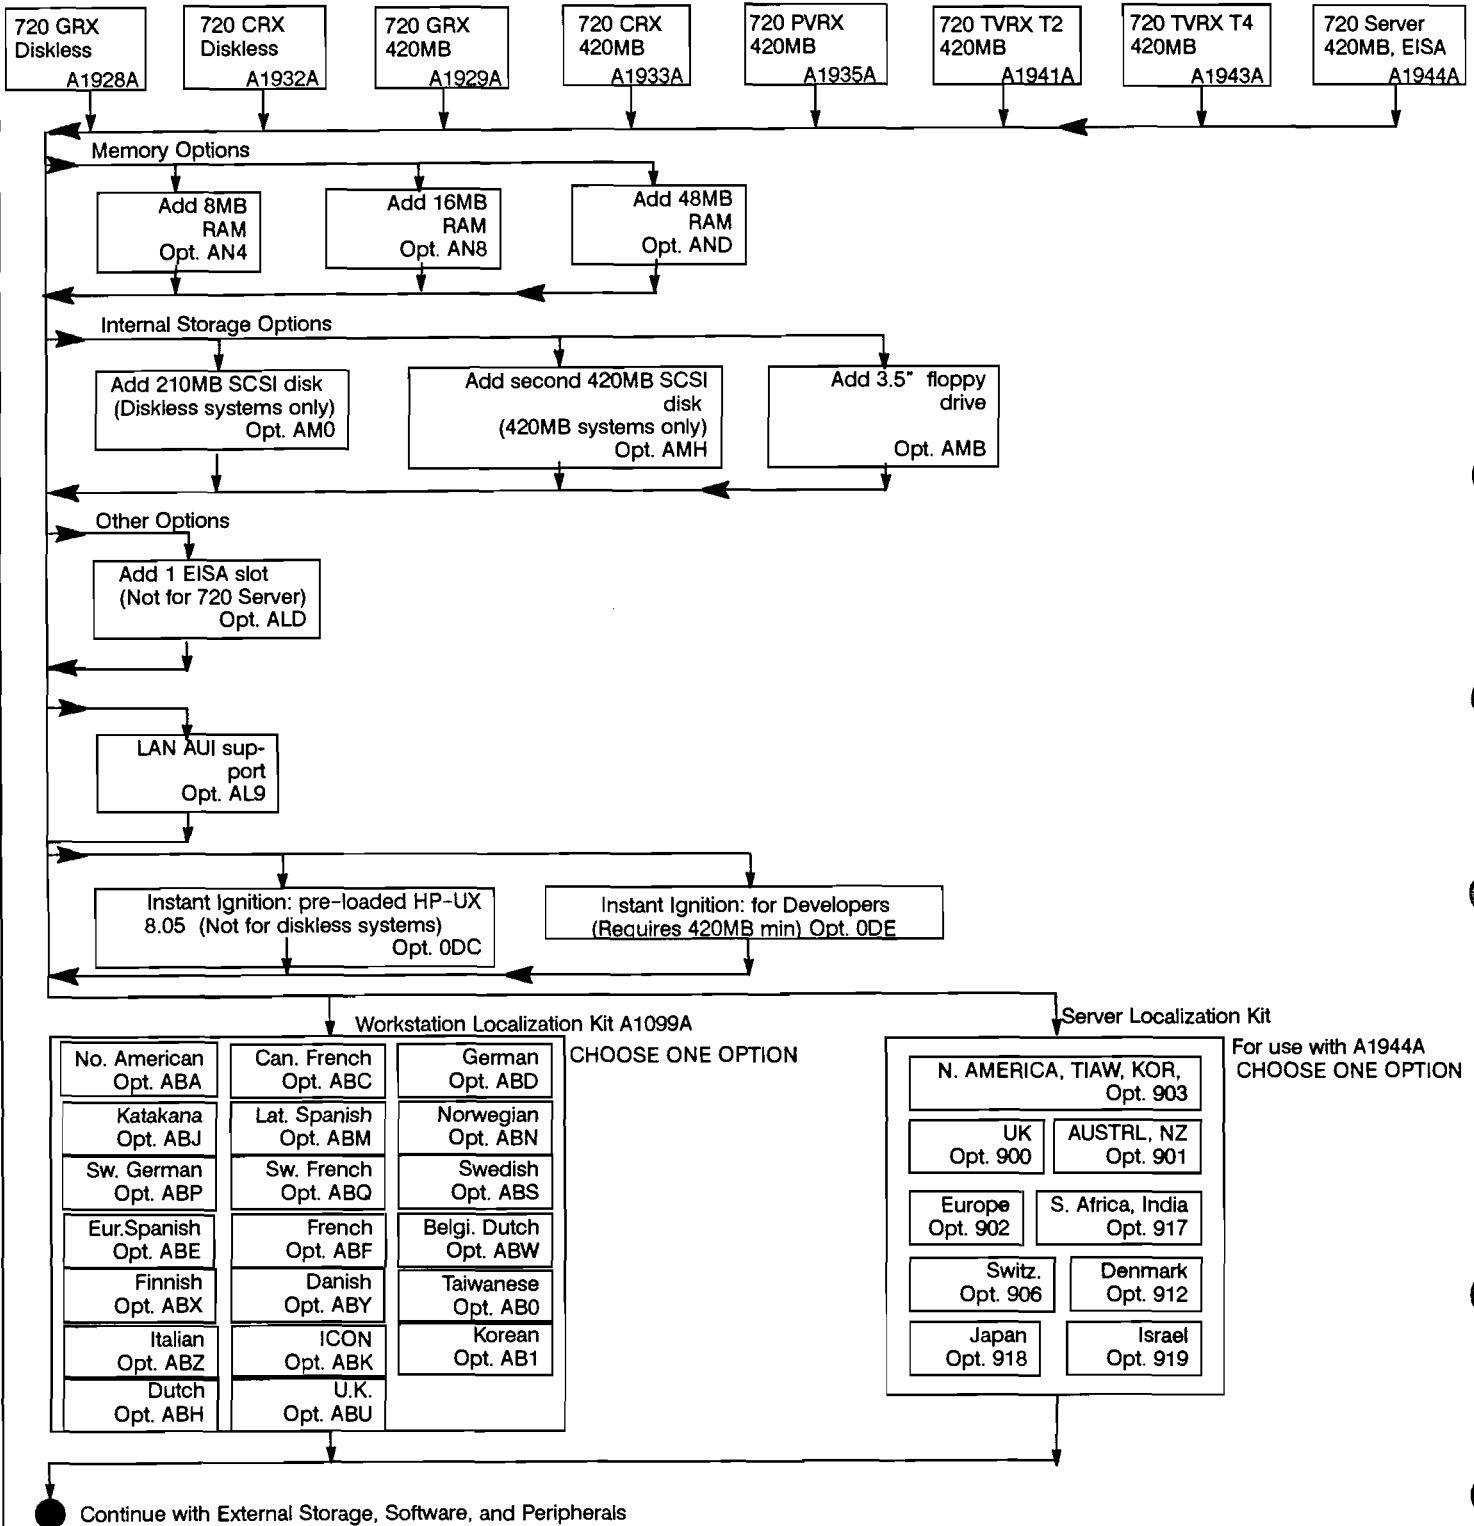 720 GRX
Diskless
A1928A
720 CRX
Diskless
A1932A
720 GRX
420MB
A1929A
720 CRX
420MB
A1933A
720 PVRX
420MB
A1935A
720 TVRX T2
420MB
A1941A
720 TVRX T4
420MB
A1943A
720 Server
420MB, EISA
A1944A
Memory Options
Add 8MB
RAM
Opt. AN4
Add 16MB
RAM
Opt. AN8
Add 48MB
RAM
Opt. AND
Internal Storage Options
Add 210MB SCSI disk
(Diskless systems only)
Opt. AM0
Add second 420MB SCSI
disk
(420MB systems only)
Opt. AMH
Add 3.5" floppy
drive
Opt. AMB
Other Options
Add 1 EISA slot
(Not for 720 Server)
Opt. ALD
LAN AUI sup-
port
Opt. AL9
Instant Ignition: pre-loaded HP-UX
8.05 (Not for diskless systems)
Opt. 0DC
Instant Ignition: for Developers
(Requires 420MB min) Opt. 0DE
Workstation Localization Kit A1099A
CHOOSE ONE OPTION
No. American
Opt. ABA
Can. French
Opt. ABC
German
Opt. ABD
Katakana
Opt. ABJ
Lat. Spanish
Opt. ABM
Norwegian
Opt. ABN
Sw. German
Opt. ABP
Sw. French
Opt. ABQ
Swedish
Opt. ABS
Eur.Spanish
Opt. ABE
French
Opt. ABF
Belgi. Dutch
Opt. ABW
Finnish
Opt. ABX
Danish
Opt. ABY
Taiwanese
Opt. AB0
Italian
Opt. ABZ
ICON
Opt. ABK
Korean
Opt. AB1
Dutch
Opt. ABH
U.K.
Opt. ABU
Server Localization Kit
For use with A1944A
CHOOSE ONE OPTION
N. AMERICA, TIAW, KOR,
Opt. 903
UK
Opt. 900
AUSTRL, NZ
Opt. 901
Europe
Opt. 902
S. Africa, India
Opt. 917
Switz.
Opt. 906
Denmark
Opt. 912
Japan
Opt. 918
Israel
Opt. 919
Continue with External Storage, Software, and Peripherals